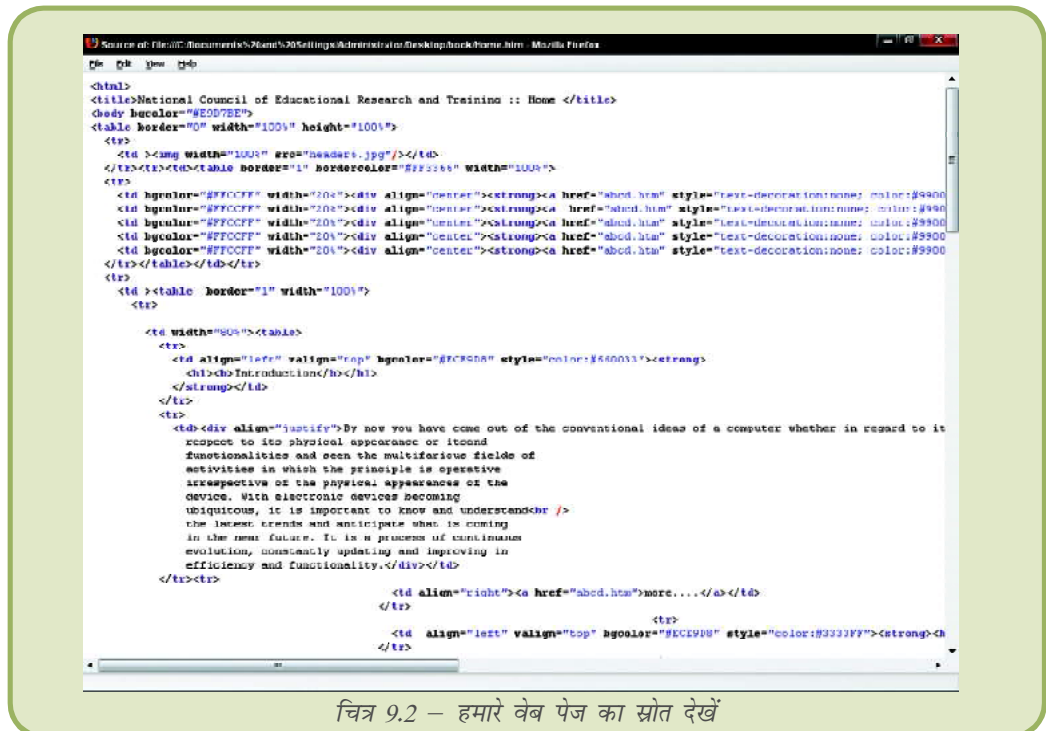 Source of: file:///C:/Documents%20and%20Settings/Administrator/Desktop/book/Home.htm - Mozilla Firefox
File Edit View Help
<html>
<title>National Council of Educational Research and Training :: Home </title>
<body bgcolor="#E9D7BE">
<table border="0" width="100%" height="100%">
<tr>
<td ><img width="100%" src="header6.jpg"/></td>
</tr><tr><td><table border="1" bordercolor="#FF3366" width="100%">
<tr>
<td bgcolor="#FFCCFF" width="20%"><div align="center"><strong><a href="abcd.htm" style="text-decoration:none; color:#9900
<td bgcolor="#FFCCFF" width="20%"><div align="center"><strong><a  href="abcd.htm" style="text-decoration:none; color:#9900
<td bgcolor="#FFCCFF" width="20%"><div align="center"><strong><a href="abcd.htm" style="text-decoration:none; color:#9900
<td bgcolor="#FFCCFF" width="20%"><div align="center"><strong><a href="abcd.htm" style="text-decoration:none; color:#9900
<td bgcolor="#FFCCFF" width="20%"><div align="center"><strong><a href="abcd.htm" style="text-decoration:none; color:#9900
</tr></table></td></tr>
<tr>
<td ><table  border="1" width="100%">
<tr>
<td width="80%"><table>
<tr>
<td align="left" valign="top" bgcolor="#ECE9D8" style="color:#660033"><strong>
<h1><b>Introduction</b></h1>
</strong></td>
</tr>
<tr>
<td><div align="justify">By now you have come out of the conventional ideas of a computer whether in regard to it
respect to its physical appearance or itsand
functionalities and seen the multifarious fields of
activities in which the principle is operative
irrespective of the physical appearances of the
device. With electronic devices becoming
ubiquitous, it is important to know and understand<br />
the latest trends and anticipate what is coming
in the near future. It is a process of continuous
evolution, constantly updating and improving in
efficiency and functionality.</div></td>
</tr><tr>
<td align="right"><a href="abcd.htm">more....</a></td>
</tr>
<tr>
<td  align="left" valign="top" bgcolor="#ECE9D8" style="color:#3333FF"><strong><h
</tr>
चित्र 9.2 – हमारे वेब पेज का स्रोत देखें